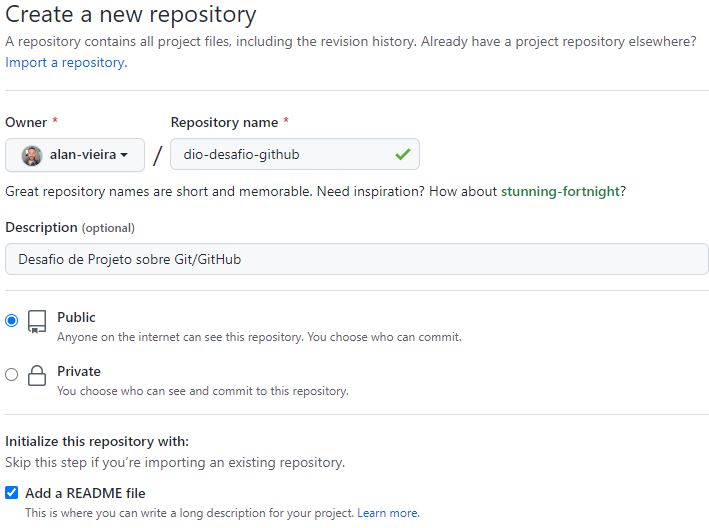 Create a new repository
A repository contains all project files, including the revision history. Already have a project repository elsewhere?
Import a repository.
Owner * Repository name *
alan-vieira / dio-desafio-github
Great repository names are short and memorable. Need inspiration? How about stunning-fortnight?
Description (optional)
Desafio de Projeto sobre Git/GitHub
Public
Anyone on the internet can see this repository. You choose who can commit.
Private
You choose who can see and commit to this repository.
Initialize this repository with:
Skip this step if you’re importing an existing repository.
Add a README file
This is where you can write a long description for your project. Learn more.